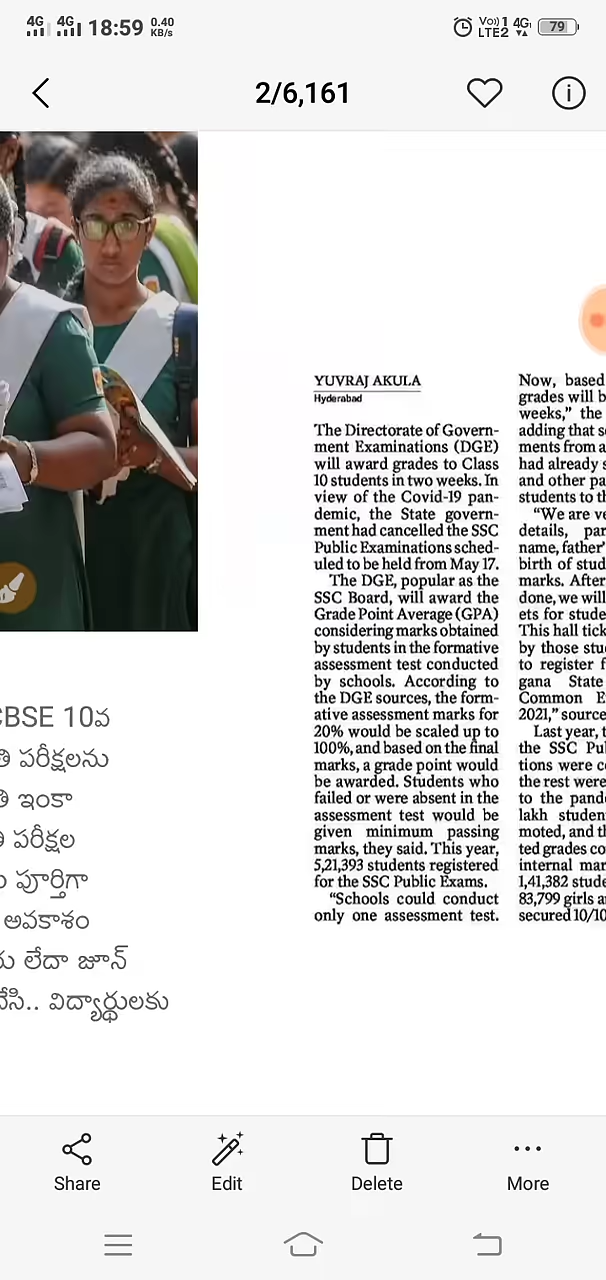 4G 4G 18:59 0.40 KB/s Vo)) 1 4G LTE2 79
2/6,161
CBSE 10వ
పరీక్షలను
ఇంకా
పరీక్షల
పూర్తిగా
అవకాశం
లేదా జూన్
విద్యార్థులకు
YUVRAJ AKULA
Hyderabad
The Directorate of Govern-
ment Examinations (DGE)
will award grades to Class
10 students in two weeks. In
view of the Covid-19 pan-
demic, the State govern-
ment had cancelled the SSC
Public Examinations sched-
uled to be held from May 17.
The DGE, popular as the
SSC Board, will award the
Grade Point Average (GPA)
considering marks obtained
by students in the formative
assessment test conducted
by schools. According to
the DGE sources, the form-
ative assessment marks for
20% would be scaled up to
100%, and based on the final
marks, a grade point would
be awarded. Students who
failed or were absent in the
assessment test would be
given minimum passing
marks, they said. This year,
5,21,393 students registered
for the SSC Public Exams.
“Schools could conduct
only one assessment test.
Now, based
grades will b
weeks,” the
adding that s
ments from a
had already s
and other pa
students to th
“We are ve
details, par
name, father’
birth of stud
marks. After
done, we will
ets for stude
This hall tick
by those stu
to register f
gana State
Common E
2021,” source
Last year, t
the SSC Pu
tions were c
the rest were
to the pand
lakh studen
moted, and th
ted grades co
internal mar
1,41,382 stude
83,799 girls a
secured 10/10
Share Edit Delete More